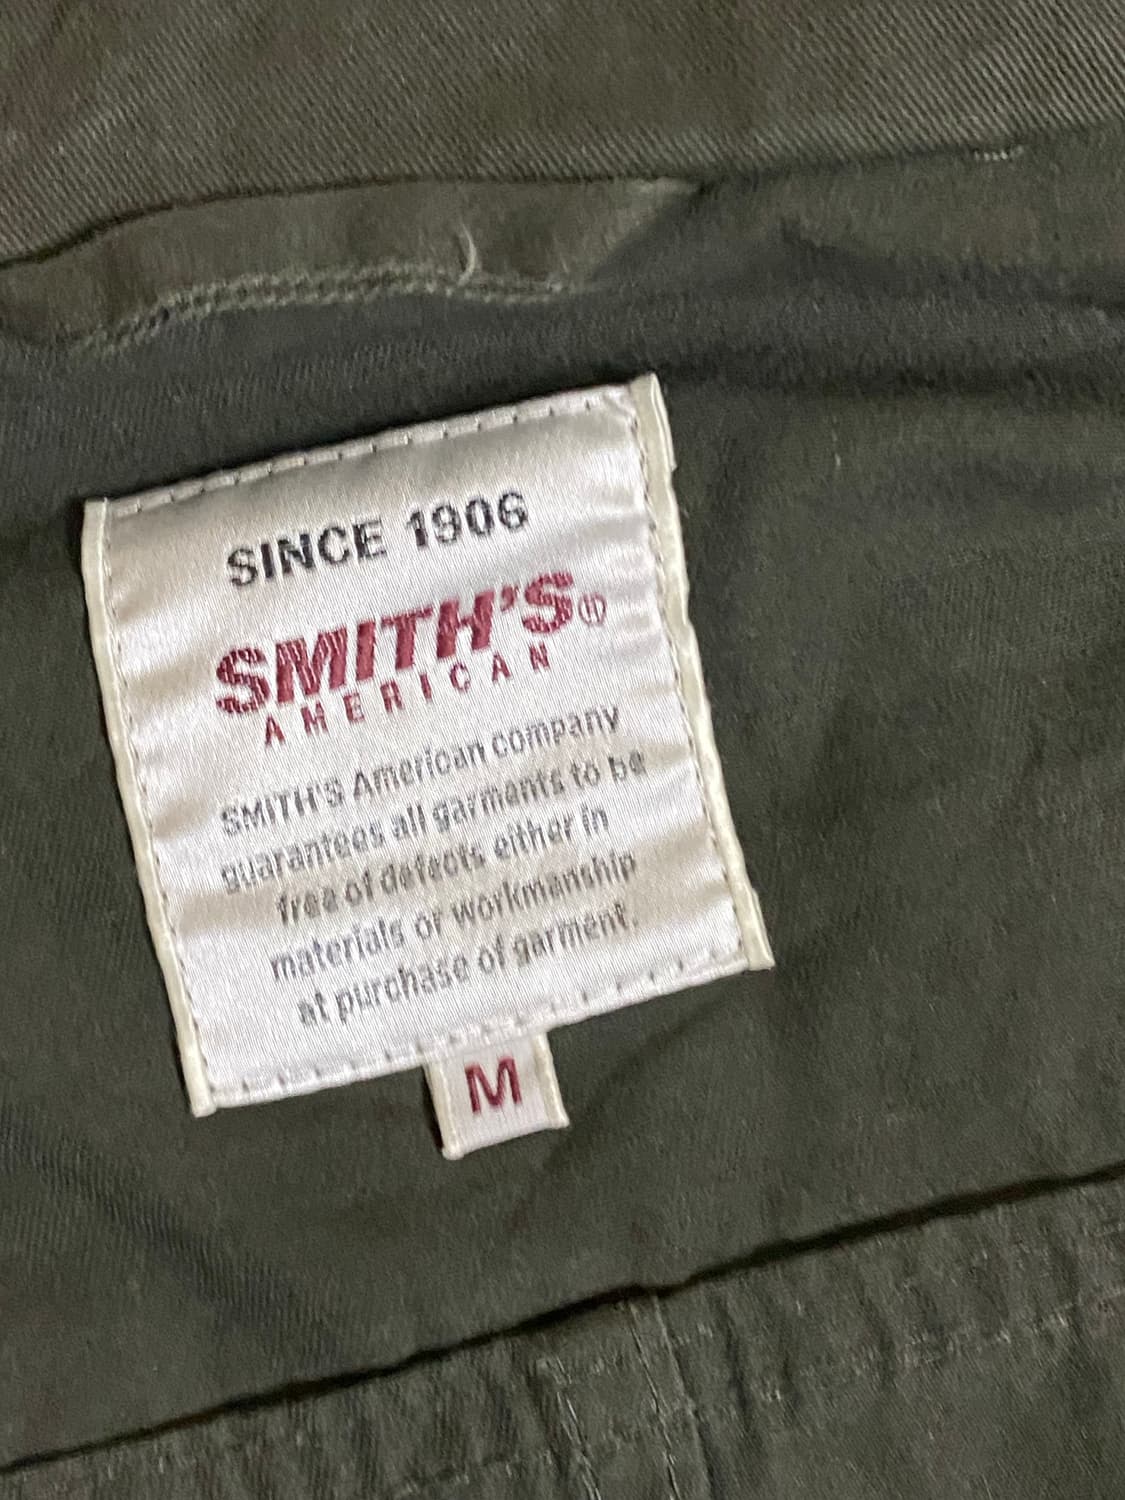 SINCE 1906
SMITH'S®
AMERICAN
SMITH'S American company
guarantees all garments to be
free of defects either in
materials or workmanship
at purchase of garment.
M